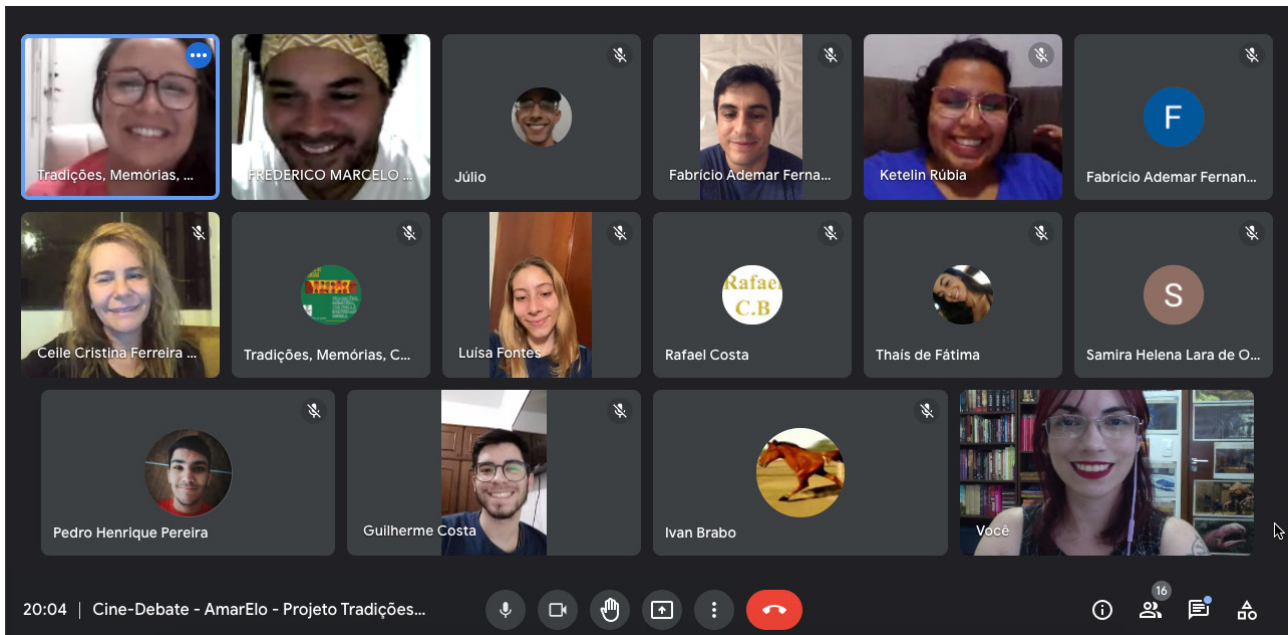 Tradições, Memórias, ...
FREDERICO MARCELO ...
Júlio
Fabrício Ademar Ferna...
Ketelin Rúbia
F
Fabrício Ademar Fernan...
Ceile Cristina Ferreira ...
Tradições, Memórias, C...
Luísa Fontes
Rafael
C.B
Rafael Costa
Thaís de Fátima
S
Samira Helena Lara de O...
Pedro Henrique Pereira
Guilherme Costa
Ivan Brabo
Você
20:04 | Cine-Debate - AmarElo - Projeto Tradições...
16